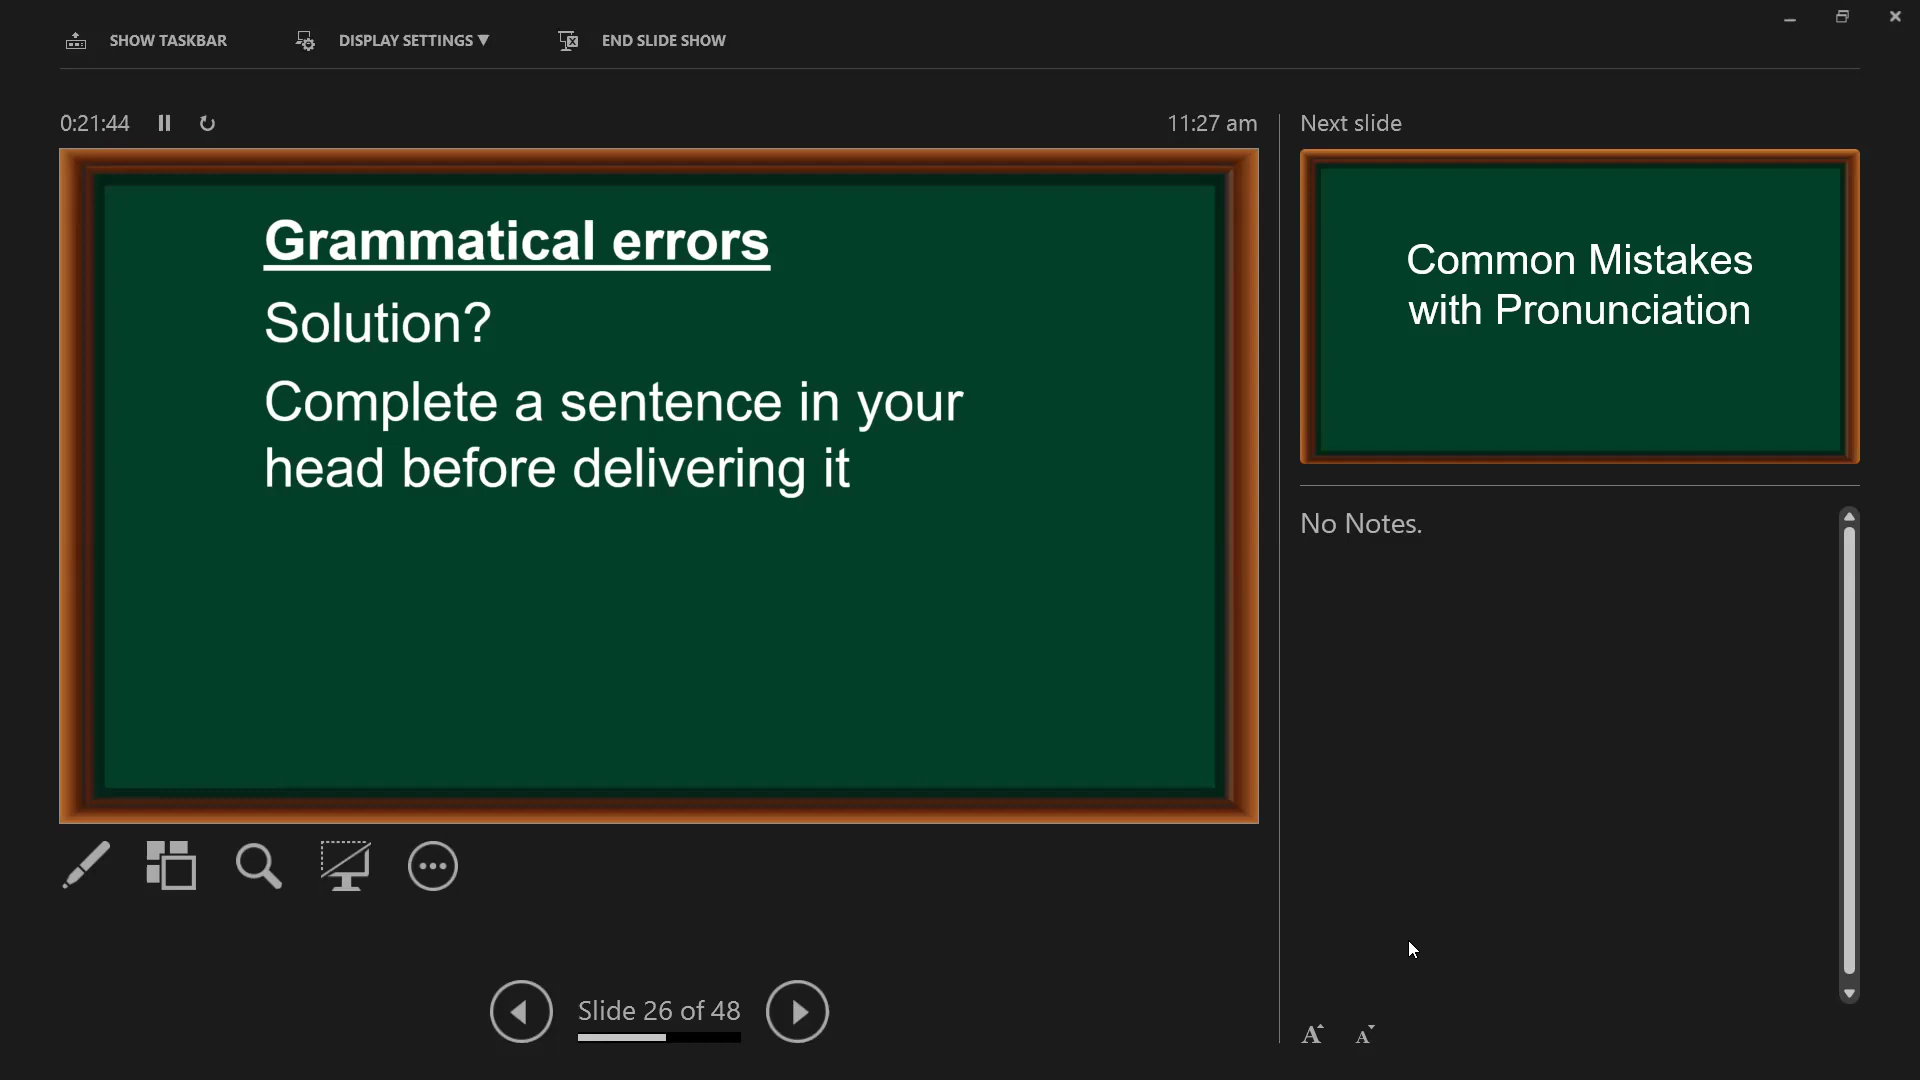 SHOW TASKBAR
DISPLAY SETTINGS ▼
END SLIDE SHOW
0:21:44
11:27 am
Grammatical errors
Solution?
Complete a sentence in your
head before delivering it
Slide 26 of 48
Next slide
Common Mistakes
with Pronunciation
No Notes.
A
A